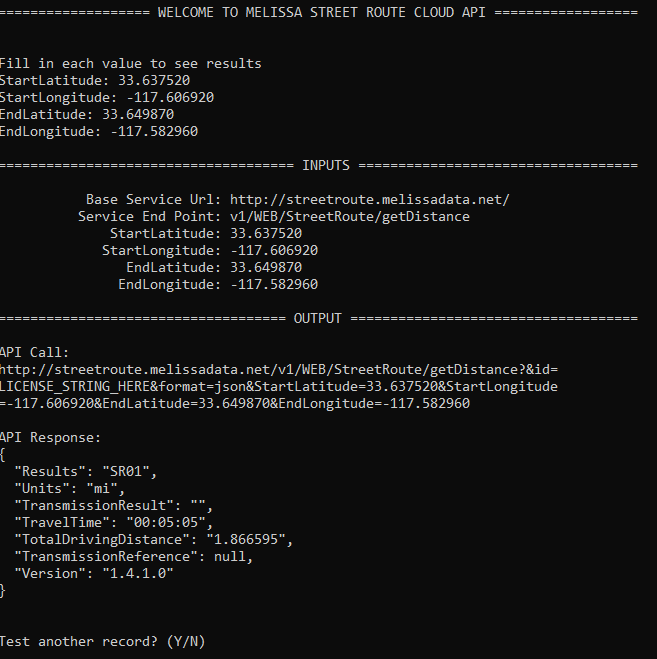 =================== WELCOME TO MELISSA STREET ROUTE CLOUD API ==================
Fill in each value to see results
StartLatitude: 33.637520
StartLongitude: -117.606920
EndLatitude: 33.649870
EndLongitude: -117.582960
===================================== INPUTS ===================================
Base Service Url: http://streetroute.melissadata.net/
Service End Point: v1/WEB/StreetRoute/getDistance
StartLatitude: 33.637520
StartLongitude: -117.606920
EndLatitude: 33.649870
EndLongitude: -117.582960
==================================== OUTPUT ====================================
API Call:
http://streetroute.melissadata.net/v1/WEB/StreetRoute/getDistance?&id=
LICENSE_STRING_HERE&format=json&StartLatitude=33.637520&StartLongitude
=-117.606920&EndLatitude=33.649870&EndLongitude=-117.582960
API Response:
{
  "Results": "SR01",
  "Units": "mi",
  "TransmissionResult": "",
  "TravelTime": "00:05:05",
  "TotalDrivingDistance": "1.866595",
  "TransmissionReference": null,
  "Version": "1.4.1.0"
}
Test another record? (Y/N)